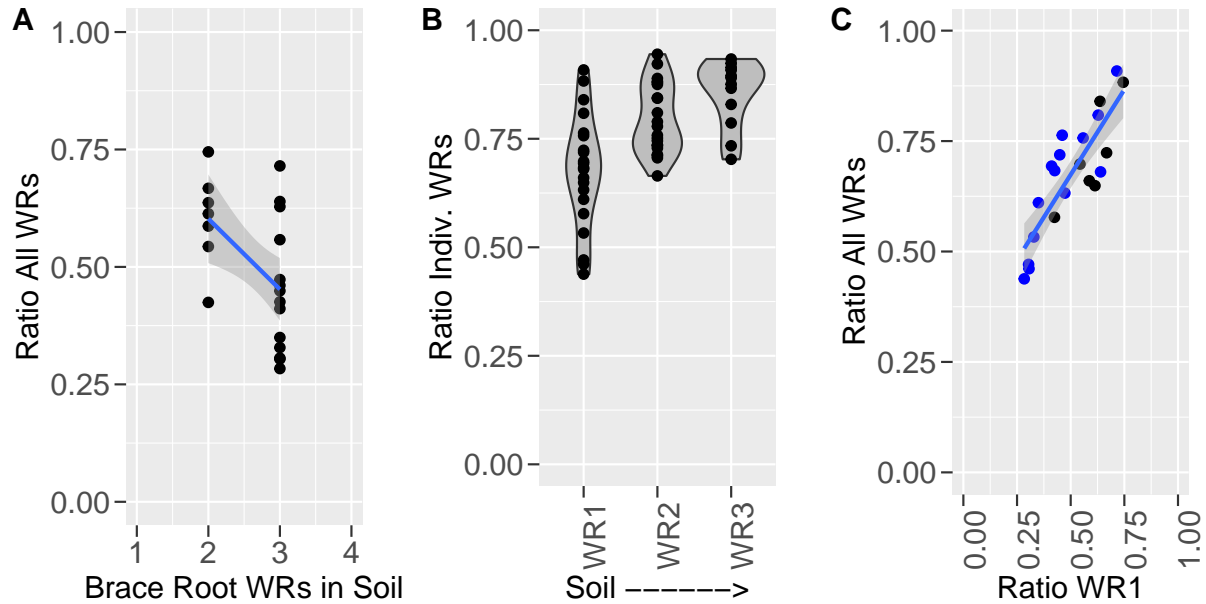 A
Ratio All WRs
1.00
0.75
0.50
0.25
0.00
1 2 3 4
Brace Root WRs in Soil
B
Ratio Indiv. WRs
1.00
0.75
0.50
0.25
0.00
WR1 WR2 WR3
Soil ------>
C
Ratio All WRs
1.00
0.75
0.50
0.25
0.00
0.00 0.25 0.50 0.75 1.00
Ratio WR1